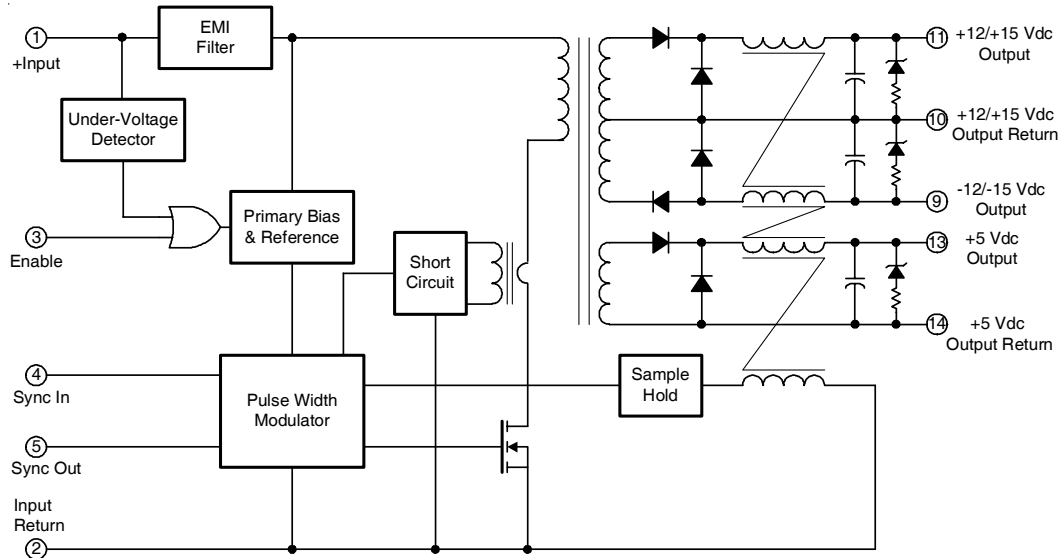 1
+Input
EMI
Filter
Under-Voltage
Detector
3
Enable
Primary Bias
& Reference
Short
Circuit
4
Sync In
5
Sync Out
Pulse Width
Modulator
Sample
Hold
Input
Return
2
11
+12/+15 Vdc
Output
10
+12/+15 Vdc
Output Return
9
-12/-15 Vdc
Output
13
+5 Vdc
Output
14
+5 Vdc
Output Return